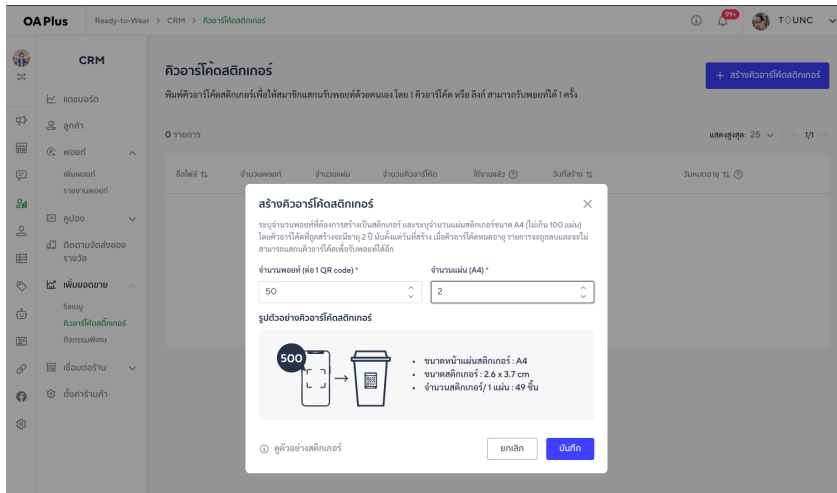 OA Plus
Ready-to-Wear > CRM > คิวอาร์โค้ดสติกเกอร์
99+
T♢UNC
CRM
แดชบอร์ด
ลูกค้า
พอยท์
เพิ่มพอยท์
รายงานพอยท์
คูปอง
ติดตามจัดส่งของ
รางวัล
เพิ่มยอดขาย
ริชเมนู
คิวอาร์โค้ดสติ๊กเกอร์
กิจกรรมพิเศษ
เชื่อมต่อร้าน
ตั้งค่าร้านค้า
คิวอาร์โค้ดสติกเกอร์
+ สร้างคิวอาร์โค้ดสติกเกอร์
พิมพ์คิวอาร์โค้ดสติกเกอร์เพื่อให้สมาชิกแสกนรับพอยท์ด้วยตนเอง โดย 1 คิวอาร์โค้ด หรือ ลิงก์ สามารถรับพอยท์ได้ 1 ครั้ง
0 รายการ
แสดงสูงสุด: 25
1/1
ชื่อไฟล์ จำนวนพอยท์ จำนวนแผ่น จำนวนคิวอาร์โค้ด ใช้งานแล้ว วันที่สร้าง วันหมดอายุ
สร้างคิวอาร์โค้ดสติกเกอร์
ระบุจำนวนพอยท์ที่ต้องการสร้างเป็นสติกเกอร์ และระบุจำนวนแผ่นสติกเกอร์ขนาด A4 (ไม่เกิน 100 แผ่น)
โดยคิวอาร์โค้ดที่ถูกสร้างจะมีอายุ 2 ปี นับตั้งแต่วันที่สร้าง เมื่อคิวอาร์โค้ดหมดอายุ รายการจะถูกลบและจะไม่
สามารถแสกนคิวอาร์โค้ดเพื่อรับพอยท์ได้อีก
จำนวนพอยท์ (ต่อ 1 QR code) *
จำนวนแผ่น (A4) *
50
2
รูปตัวอย่างคิวอาร์โค้ดสติกเกอร์
500
• ขนาดหน้าแผ่นสติกเกอร์ : A4
• ขนาดสติกเกอร์ : 2.6 x 3.7 cm
• จำนวนสติกเกอร์/ 1 แผ่น : 49 ชิ้น
ดูตัวอย่างสติกเกอร์
ยกเลิก
บันทึก